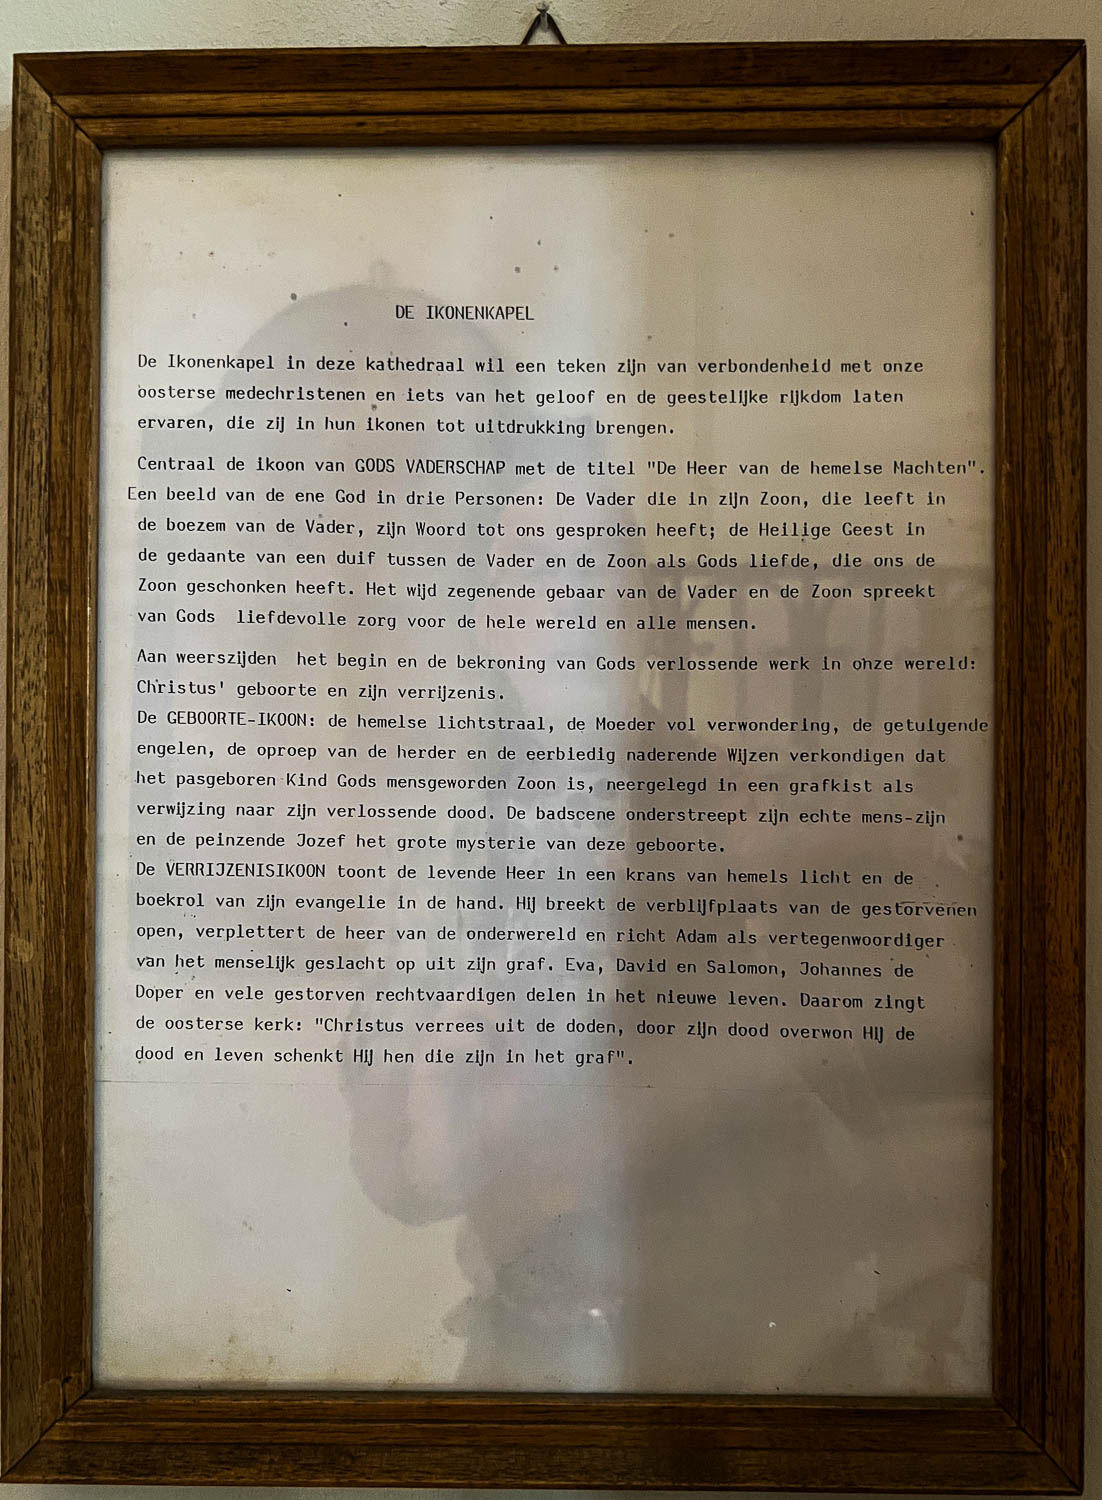 DE IKONENKAPEL
De Ikonenkapel in deze kathedraal wil een teken zijn van verbondenheid met onze
oosterse medechristenen en iets van het geloof en de geestelijke rijkdom laten
ervaren, die zij in hun ikonen tot uitdrukking brengen.
Centraal de ikoon van GODS VADERSCHAP met de titel "De Heer van de hemelse Machten".
Een beeld van de ene God in drie Personen: De Vader die in zijn Zoon, die leeft in
de boezem van de Vader, zijn Woord tot ons gesproken heeft; de Heilige Geest in
de gedaante van een duif tussen de Vader en de Zoon als Gods liefde, die ons de
Zoon geschonken heeft. Het wijd zegenende gebaar van de Vader en de Zoon spreekt
van Gods liefdevolle zorg voor de hele wereld en alle mensen.
Aan weerszijden het begin en de bekroning van Gods verlossende werk in onze wereld:
Christus' geboorte en zijn verrijzenis.
De GEBOORTE-IKOON: de hemelse lichtstraal, de Moeder vol verwondering, de getuigende
engelen, de oproep van de herder en de eerbiedig naderende Wijzen verkondigen dat
het pasgeboren Kind Gods mensgeworden Zoon is, neergelegd in een grafkist als
verwijzing naar zijn verlossende dood. De badscene onderstreept zijn echte mens-zijn
en de peinzende Jozef het grote mysterie van deze geboorte.
De VERRIJZENISIKOON toont de levende Heer in een krans van hemels licht en de
boekrol van zijn evangelie in de hand. Hij breekt de verblijfplaats van de gestorvenen
open, verplettert de heer van de onderwereld en richt Adam als vertegenwoordiger
van het menselijk geslacht op uit zijn graf. Eva, David en Salomon, Johannes de
Doper en vele gestorven rechtvaardigen delen in het nieuwe leven. Daarom zingt
de oosterse kerk: "Christus verrees uit de doden, door zijn dood overwon Hij de
dood en leven schenkt Hij hen die zijn in het graf".